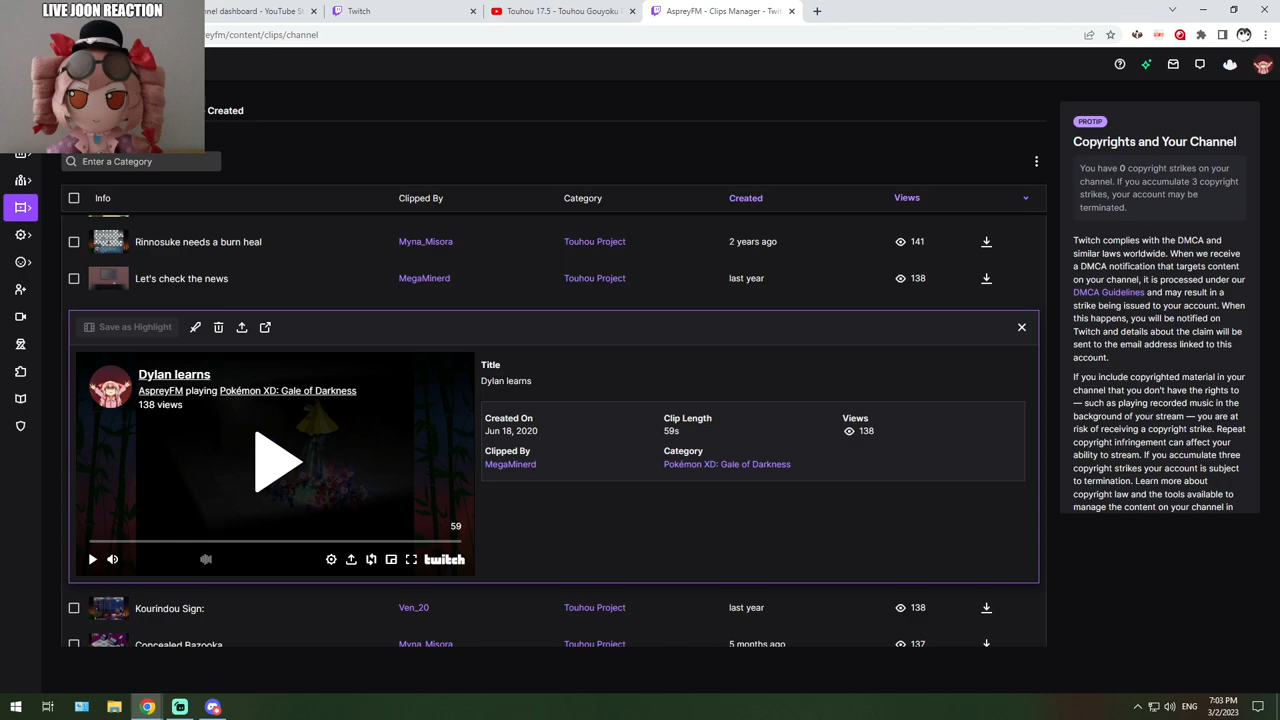 LIVE JOON REACTION
nnel dashboard - YouTube St
Twitch
Touhou 17.5 - Touhou Gouyoku I
AspreyFM - Clips Manager - Twit
eyfm/content/clips/channel
Created
Enter a Category
Info
Clipped By
Category
Created
Views
Rinnosuke needs a burn heal
Myna_Misora
Touhou Project
2 years ago
141
Let's check the news
MegaMinerd
Touhou Project
last year
138
Save as Highlight
Dylan learns
AspreyFM playing Pokémon XD: Gale of Darkness
138 views
59
twitch
Title
Dylan learns
Created On
Jun 18, 2020
Clip Length
59s
Views
138
Clipped By
MegaMinerd
Category
Pokémon XD: Gale of Darkness
Kourindou Sign:
Ven_20
Touhou Project
last year
138
Concealed Bazooka
Myna_Misora
Touhou Project
5 months ago
137
PROTIP
Copyrights and Your Channel
You have 0 copyright strikes on your
channel. If you accumulate 3 copyright
strikes, your account may be
terminated.
Twitch complies with the DMCA and
similar laws worldwide. When we receive
a DMCA notification that targets content
on your channel, it is processed under our
DMCA Guidelines and may result in a
strike being issued to your account. When
this happens, you will be notified on
Twitch and details about the claim will be
sent to the email address linked to this
account.
If you include copyrighted material in your
channel that you don't have the rights to
— such as playing recorded music in the
background of your stream — you are at
risk of receiving a copyright strike. Repeat
copyright infringement can affect your
ability to stream. If you accumulate three
copyright strikes your account is subject
to termination. Learn more about
copyright law and the tools available to
manage the content on your channel in
ENG
7:03 PM
3/2/2023